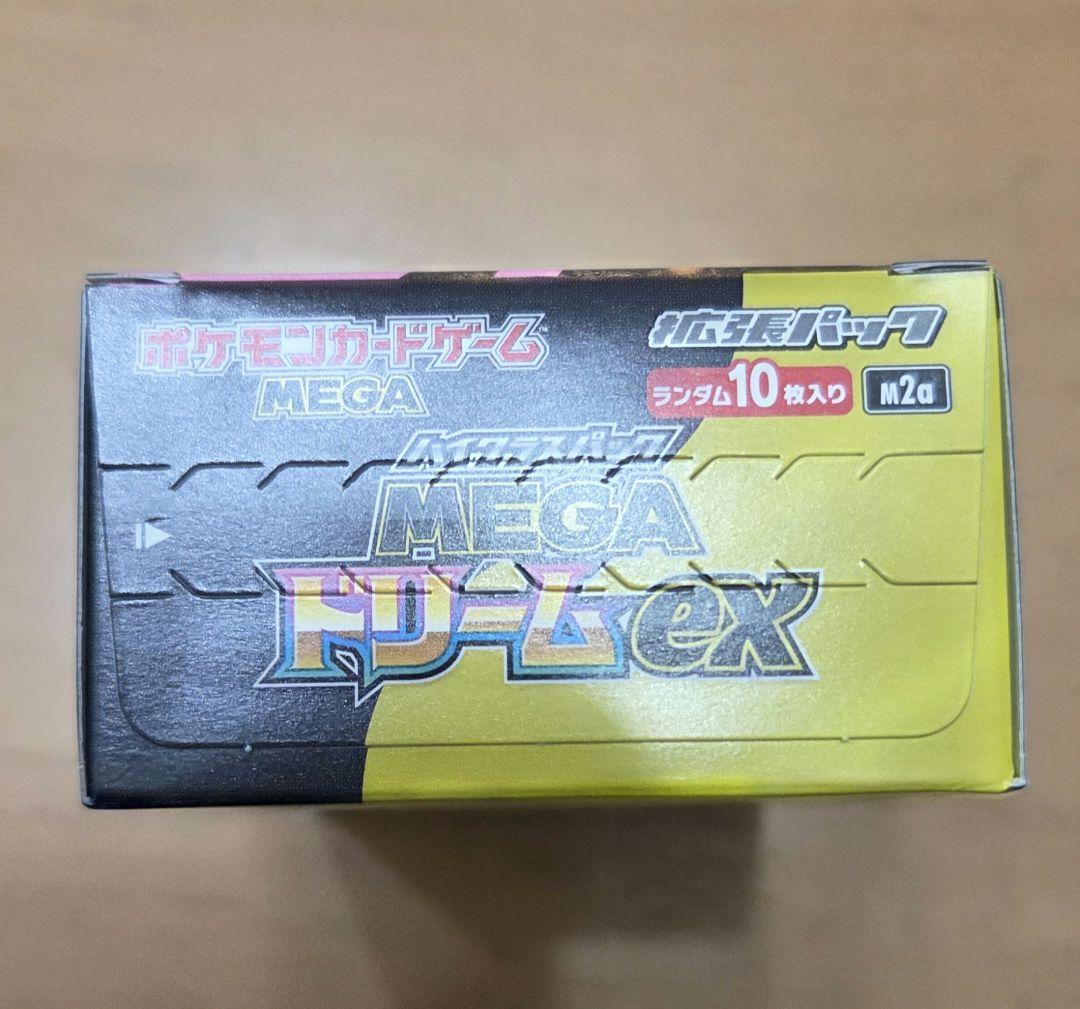 ポケモンカードゲーム™
MEGA
拡張パック
ランダム10枚入り
M2a
ハイクラスパック
MEGA
ドリームex